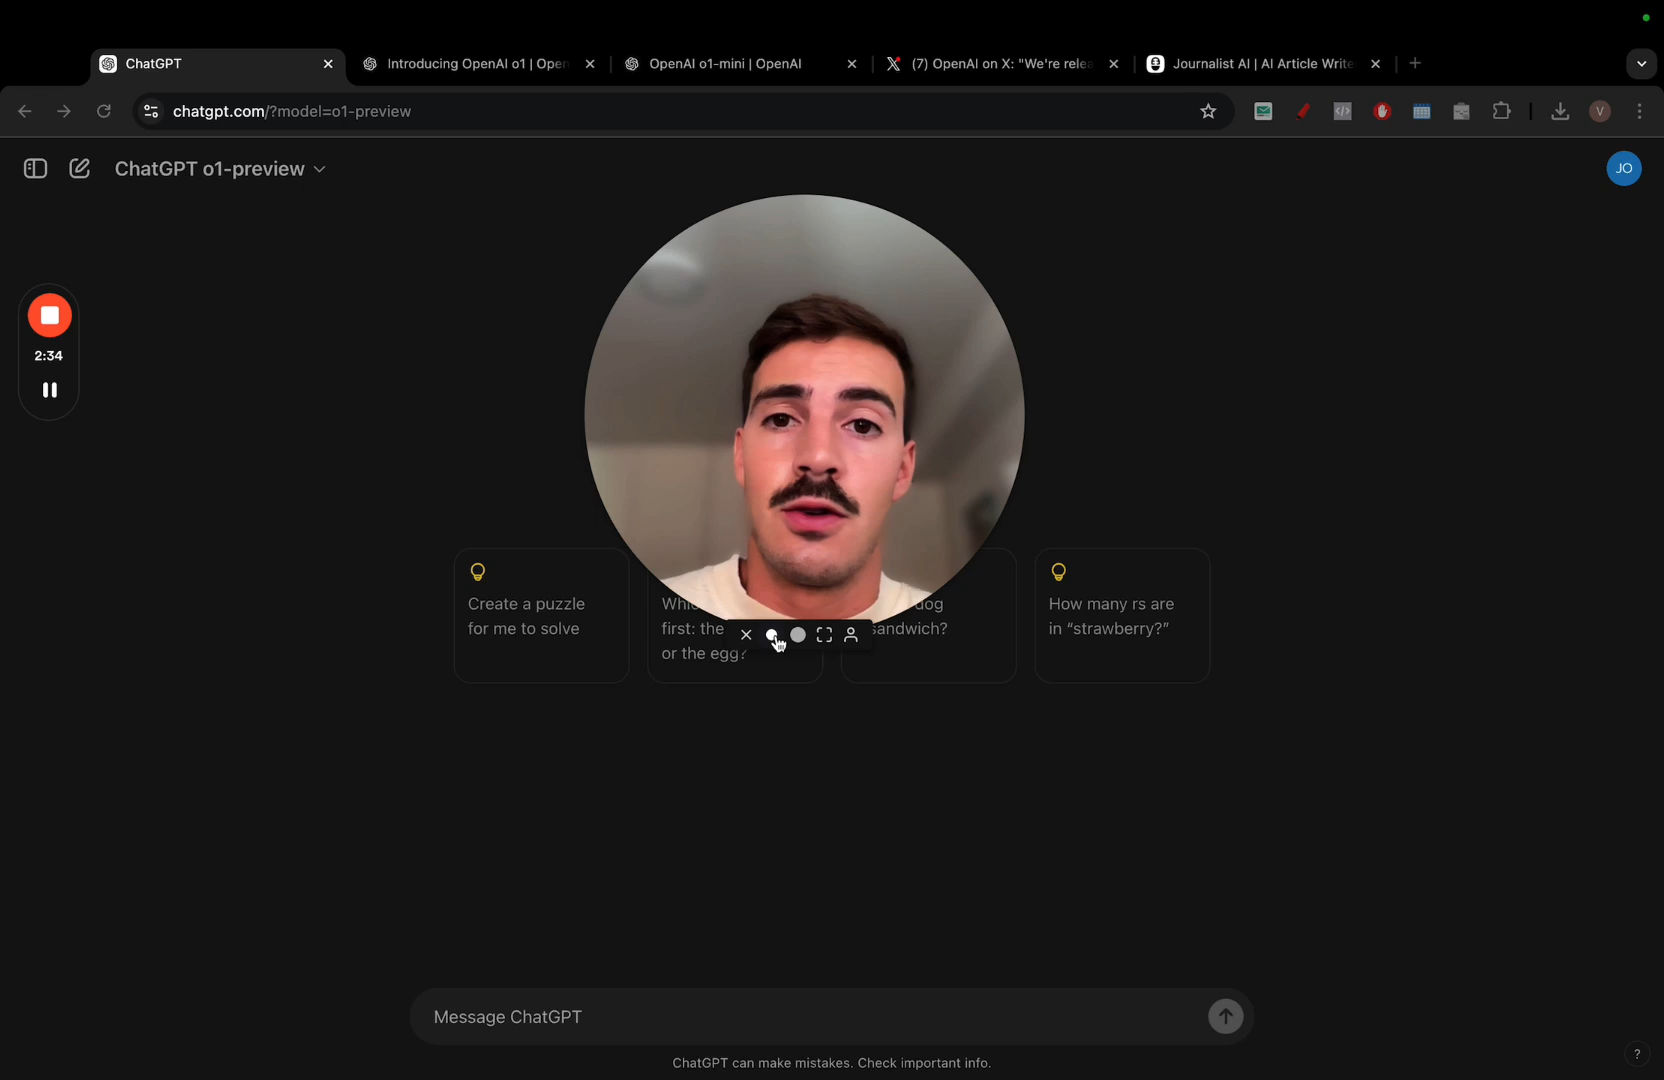 ChatGPT
Introducing OpenAI o1 | Open
OpenAI o1-mini | OpenAI
(7) OpenAI on X: "We're relea
Journalist AI | AI Article Write
chatgpt.com/?model=o1-preview
V
ChatGPT o1-preview
JO
2:34
Create a puzzle
for me to solve
first: the
or the egg?
dog
sandwich?
How many rs are
in “strawberry?”
Message ChatGPT
ChatGPT can make mistakes. Check important info.
?